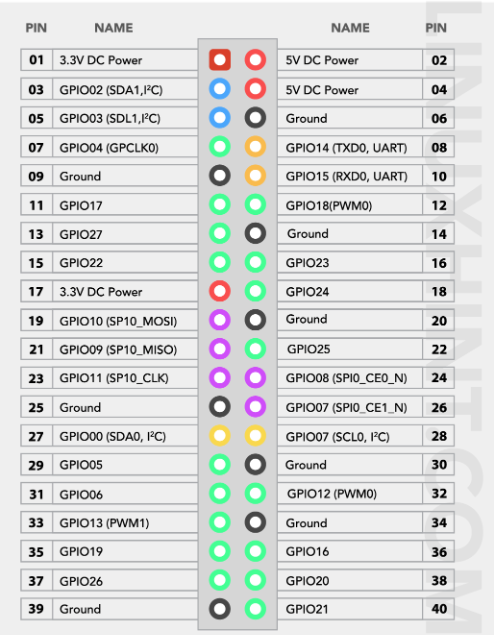 PIN NAME NAME PIN
01 3.3V DC Power 5V DC Power 02
03 GPIO02 (SDA1,I²C) 5V DC Power 04
05 GPIO03 (SDL1,I²C) Ground 06
07 GPIO04 (GPCLK0) GPIO14 (TXD0, UART) 08
09 Ground GPIO15 (RXD0, UART) 10
11 GPIO17 GPIO18(PWM0) 12
13 GPIO27 Ground 14
15 GPIO22 GPIO23 16
17 3.3V DC Power GPIO24 18
19 GPIO10 (SP10_MOSI) Ground 20
21 GPIO09 (SP10_MISO) GPIO25 22
23 GPIO11 (SP10_CLK) GPIO08 (SPI0_CE0_N) 24
25 Ground GPIO07 (SPI0_CE1_N) 26
27 GPIO00 (SDA0, I²C) GPIO07 (SCL0, I²C) 28
29 GPIO05 Ground 30
31 GPIO06 GPIO12 (PWM0) 32
33 GPIO13 (PWM1) Ground 34
35 GPIO19 GPIO16 36
37 GPIO26 GPIO20 38
39 Ground GPIO21 40
LINUXHINT.COM